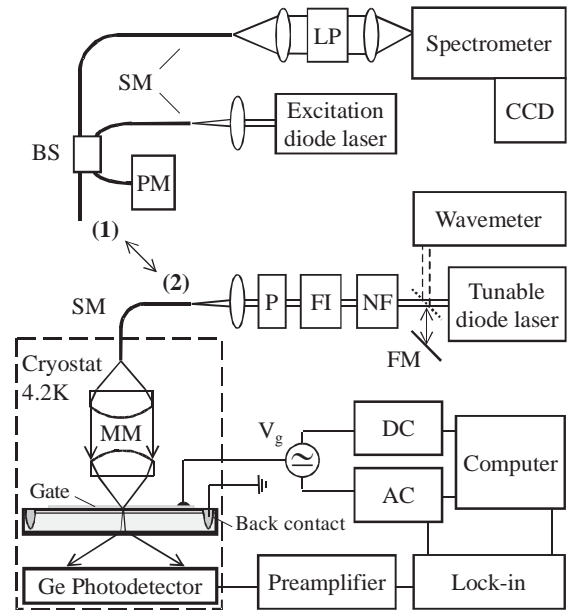 LP
Spectrometer
SM
CCD
Excitation
diode laser
BS
PM
(1)
Wavemeter
(2)
SM
P
FI
NF
Tunable
diode laser
FM
Cryostat
4.2K
MM
Vg
DC
AC
Computer
Gate
Back contact
Ge Photodetector
Preamplifier
Lock-in